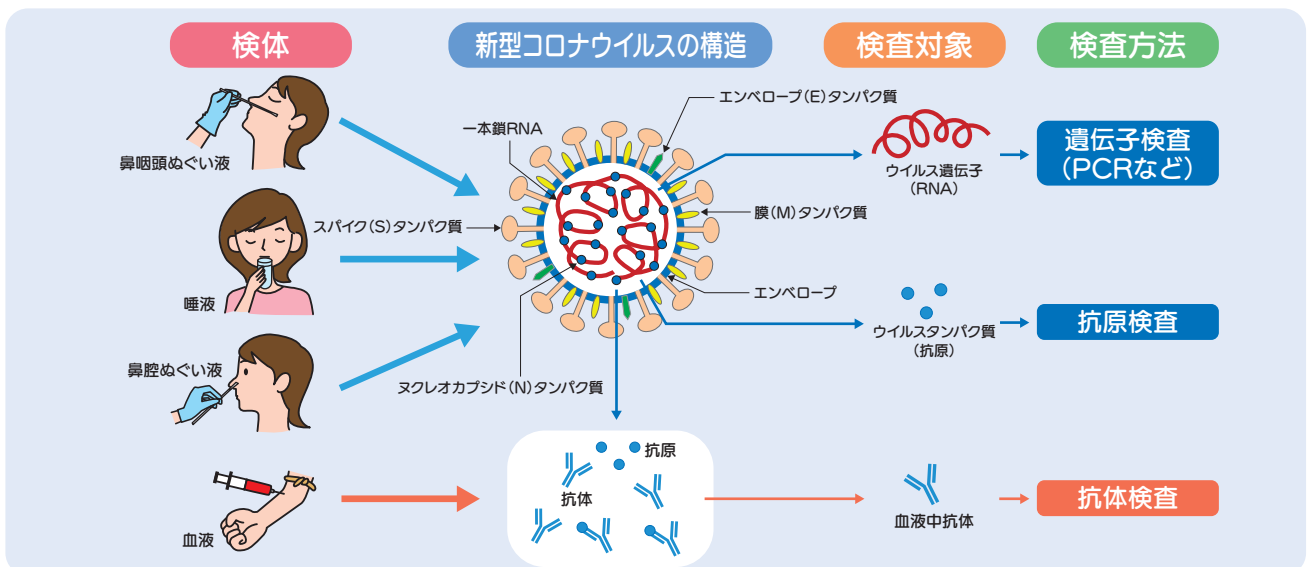 検体
新型コロナウイルスの構造
検査対象
検査方法
鼻咽頭ぬぐい液
唾液
鼻腔ぬぐい液
血液
一本鎖RNA
エンベロープ(E)タンパク質
スパイク(S)タンパク質
膜(M)タンパク質
エンベロープ
ヌクレオカプシド(N)タンパク質
抗原
抗体
ウイルス遺伝子
(RNA)
遺伝子検査
(PCRなど)
ウイルスタンパク質
(抗原)
抗原検査
血液中抗体
抗体検査